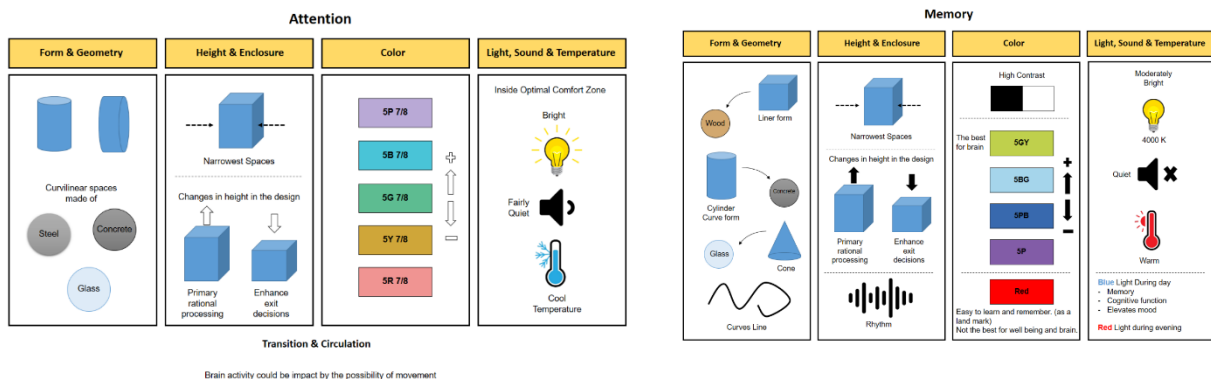 Attention
Form & Geometry
Height & Enclosure
Color
Light, Sound & Temperature
Curvilinear spaces
made of
Steel
Concrete
Glass
Narrowest Spaces
Changes in height in the design
Primary
rational
processing
Enhance
exit
decisions
5P 7/8
5B 7/8
5G 7/8
5Y 7/8
5R 7/8
+
−
Inside Optimal Comfort Zone
Bright
Fairly
Quiet
Cool
Temperature
Transition & Circulation
Brain activity could be impact by the possibility of movement
Memory
Form & Geometry
Height & Enclosure
Color
Light, Sound & Temperature
Liner form
Wood
Cylinder
Curve form
Concrete
Glass
Cone
Curves Line
Narrowest Spaces
Changes in height in the design
Primary
rational
processing
Enhance
exit
decisions
Rhythm
High Contrast
The best
for brain
5GY
5BG
5PB
5P
+
−
Red
Easy to learn and remember. (as a
land mark)
Not the best for well being and brain.
Moderately
Bright
4000 K
Quiet
Warm
Blue Light During day
- Memory
- Cognitive function
- Elevates mood
Red Light during evening